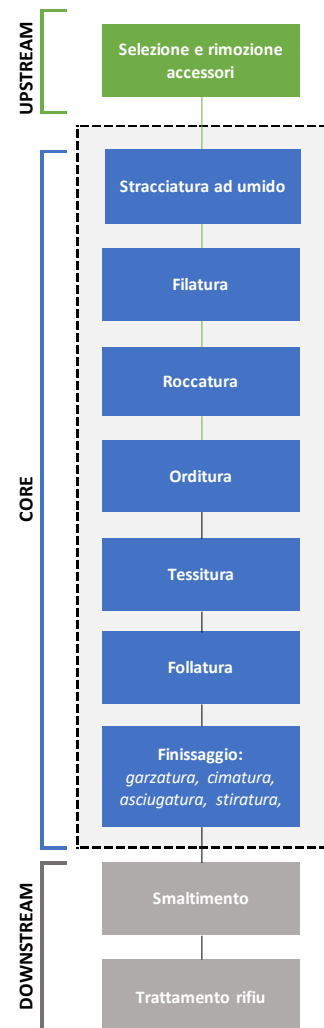 UPSTREAM
Selezione e rimozione
accessori
CORE
Stracciatura ad umido
Filatura
Roccatura
Orditura
Tessitura
Follatura
Finissaggio:
garzatura, cimatura,
asciugatura, stiratura,
DOWNSTREAM
Smaltimento
Trattamento rifiu